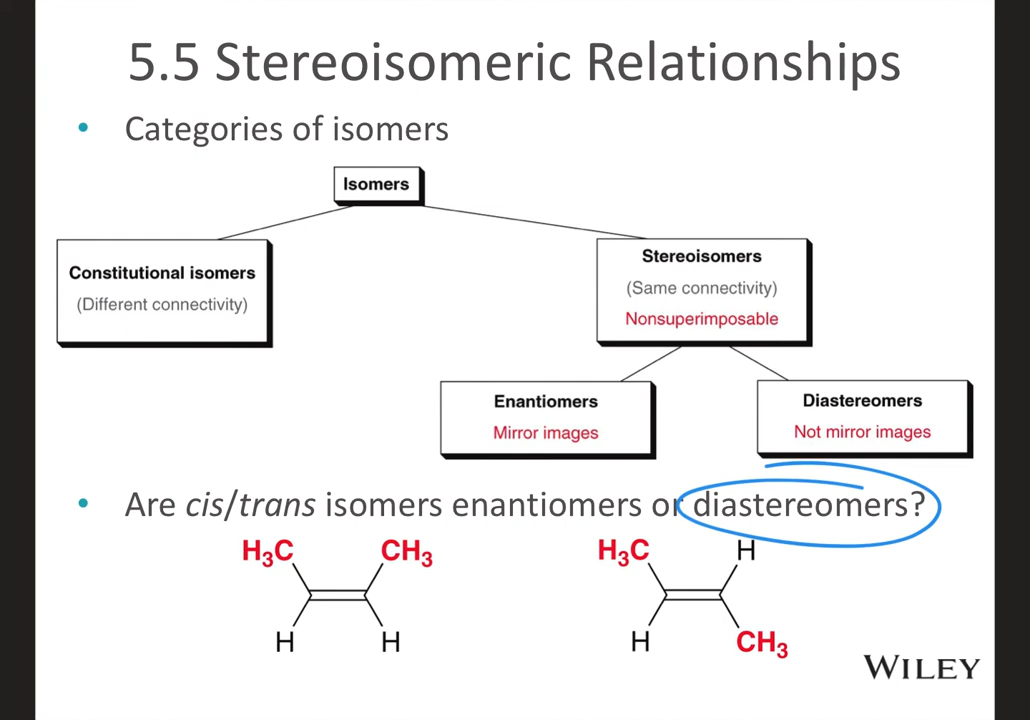 5.5 Stereoisomeric Relationships
• Categories of isomers
Isomers
Constitutional isomers
(Different connectivity)
Stereoisomers
(Same connectivity)
Nonsuperimposable
Enantiomers
Mirror images
Diastereomers
Not mirror images
• Are cis/trans isomers enantiomers or diastereomers?
H₃C CH₃
H H
H₃C H
H CH₃
WILEY